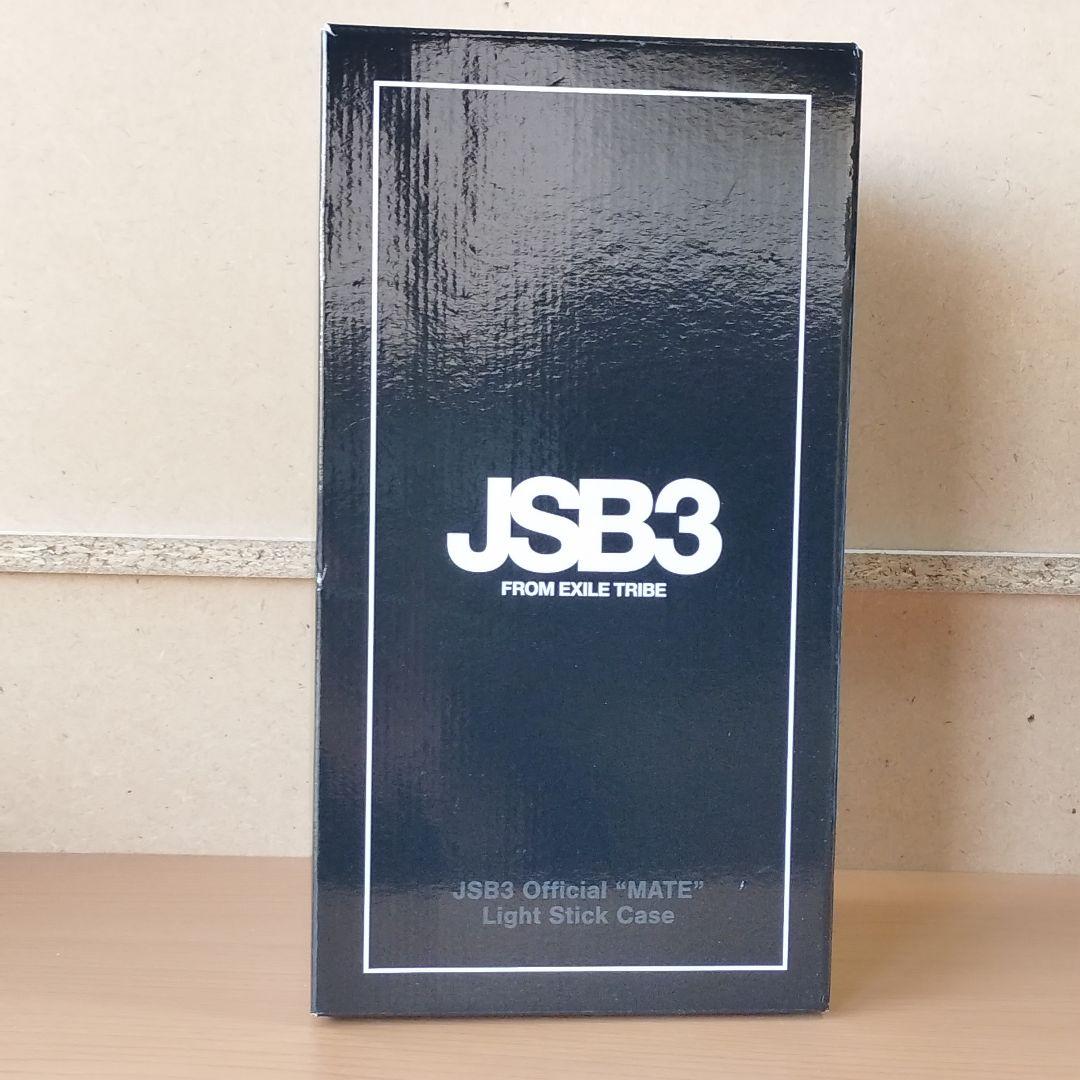 JSB3
FROM EXILE TRIBE
JSB3 Official “MATE”
Light Stick Case